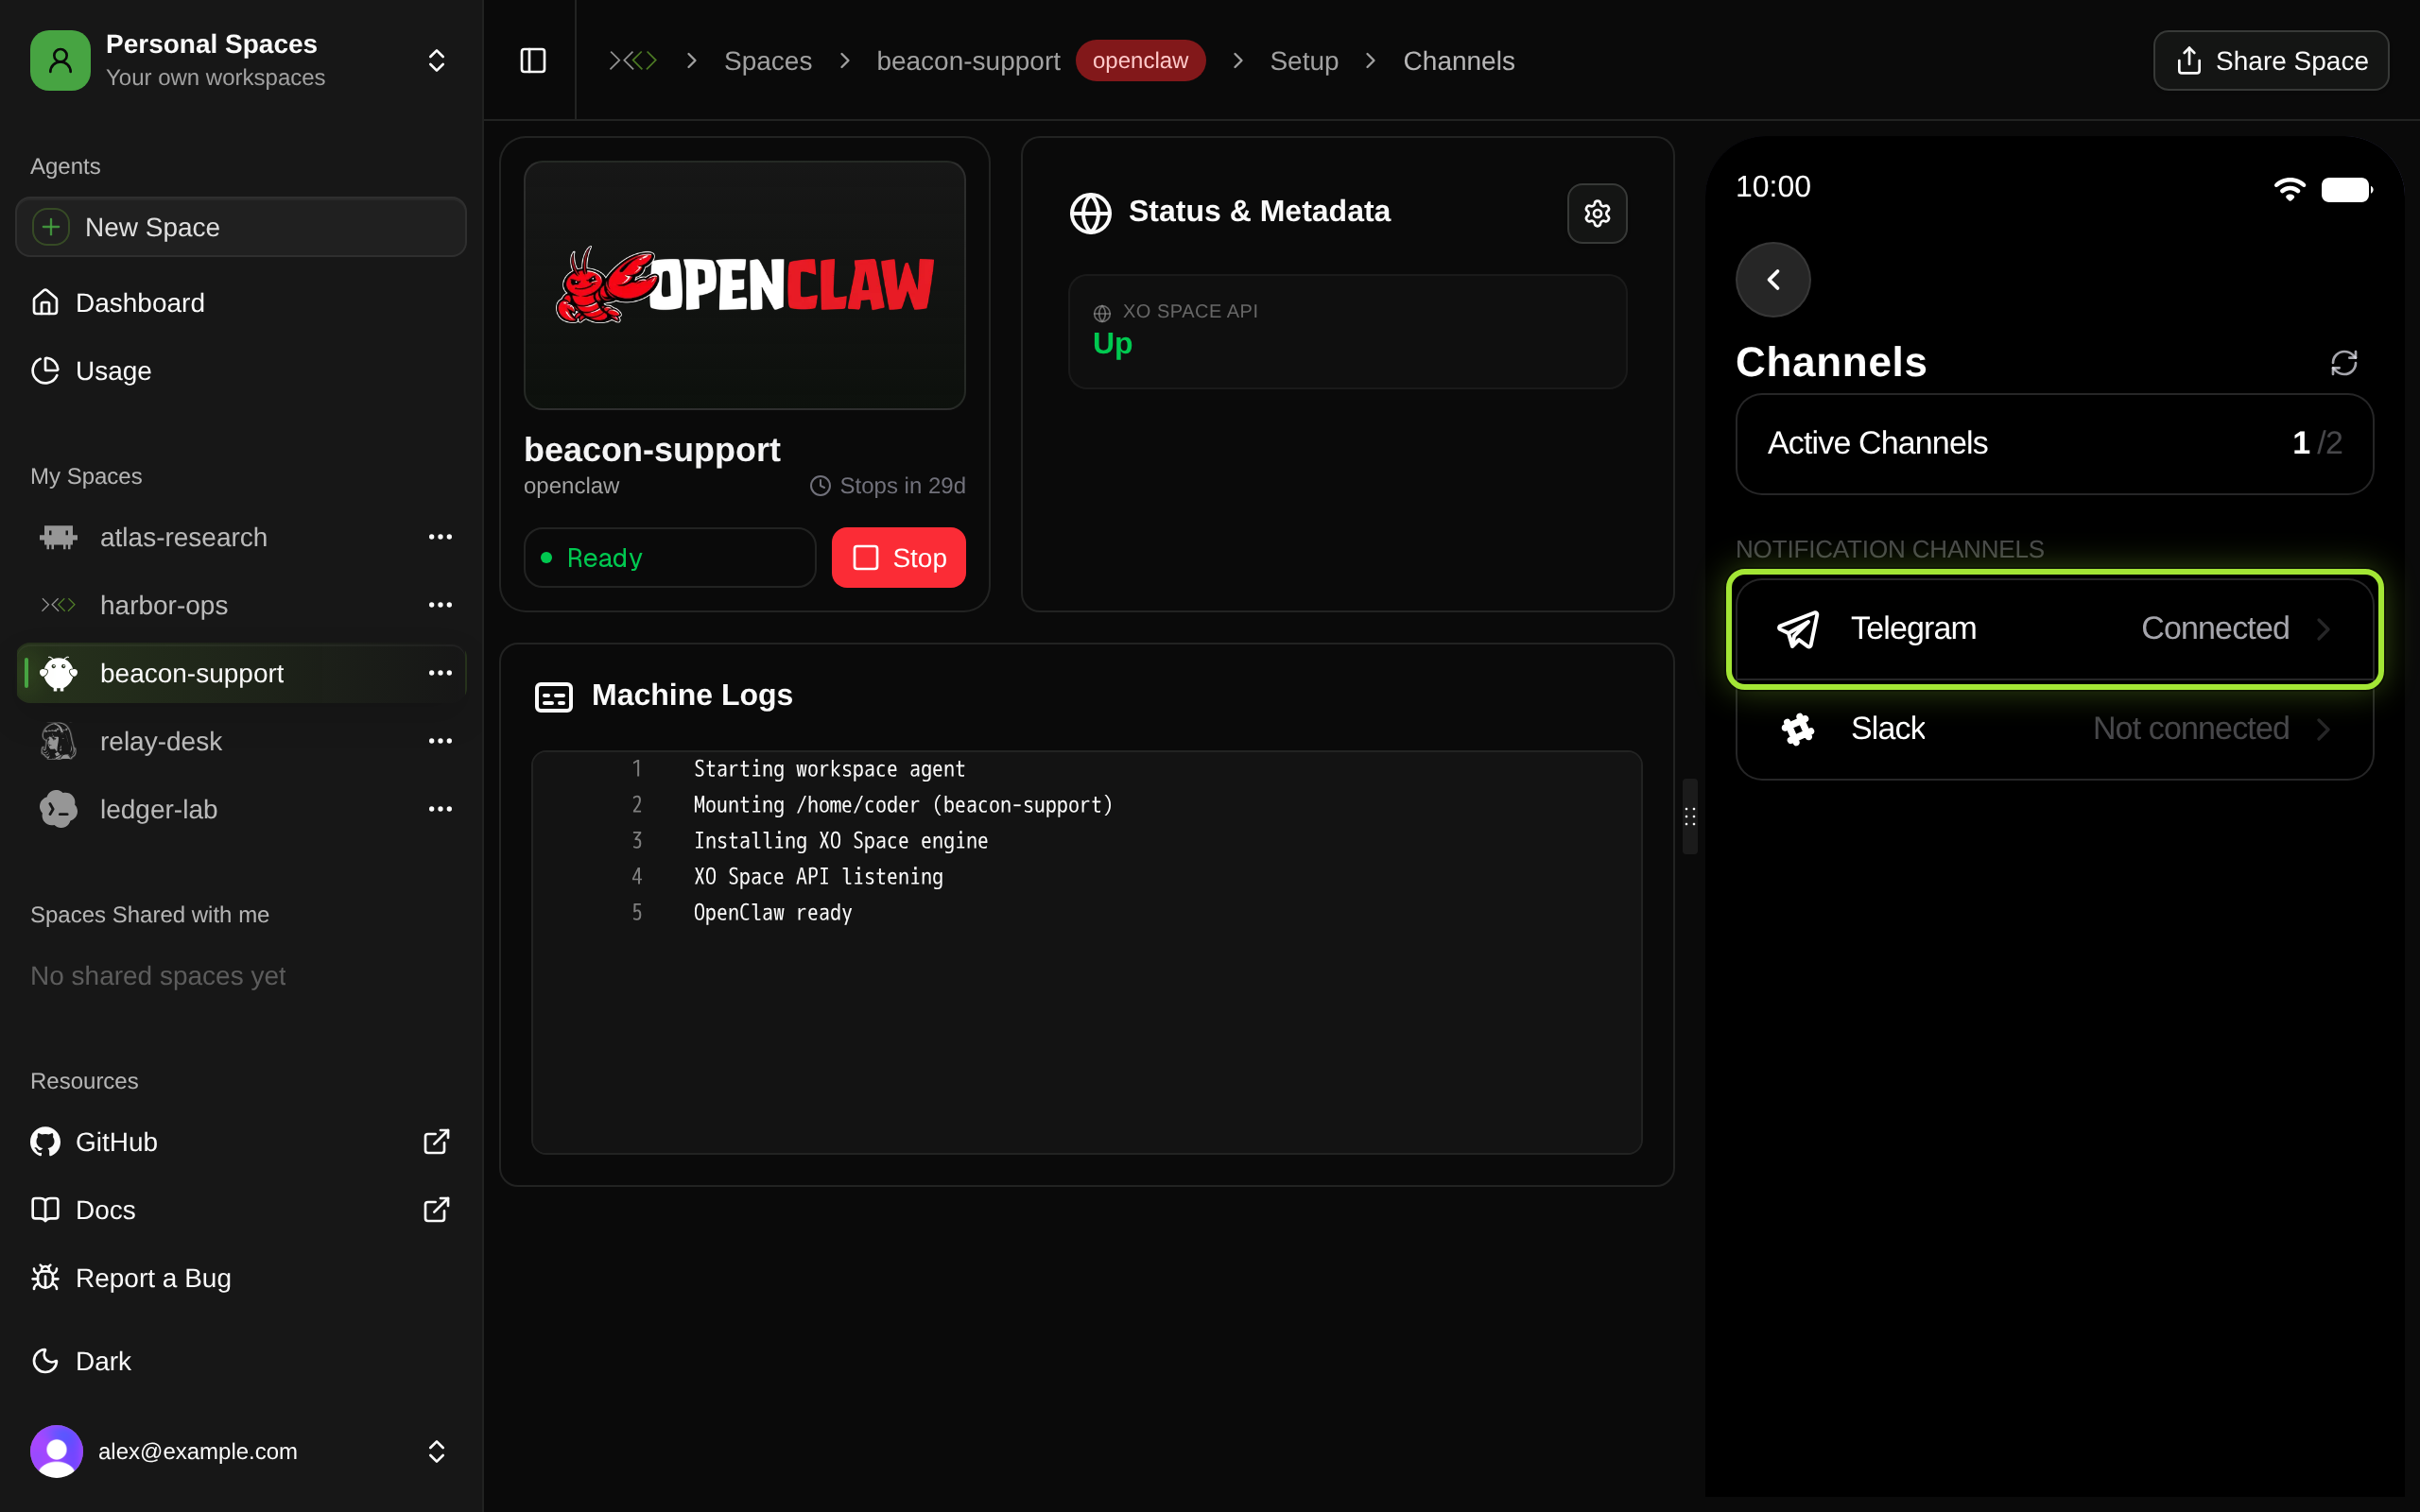 Personal Spaces
Your own workspaces
Agents
New Space
Dashboard
Usage
My Spaces
atlas-research
harbor-ops
beacon-support
relay-desk
ledger-lab
Spaces Shared with me
No shared spaces yet
Resources
GitHub
Docs
Report a Bug
Dark
alex@example.com
Spaces
beacon-support openclaw
Setup
Channels
Share Space
OPENCLAW
beacon-support
openclaw
Stops in 29d
Ready
Stop
Status & Metadata
XO SPACE API
Up
Machine Logs
1 Starting workspace agent
2 Mounting /home/coder (beacon-support)
3 Installing XO Space engine
4 XO Space API listening
5 OpenClaw ready
10:00
Channels
Active Channels 1 /2
NOTIFICATION CHANNELS
Telegram Connected
Slack Not connected